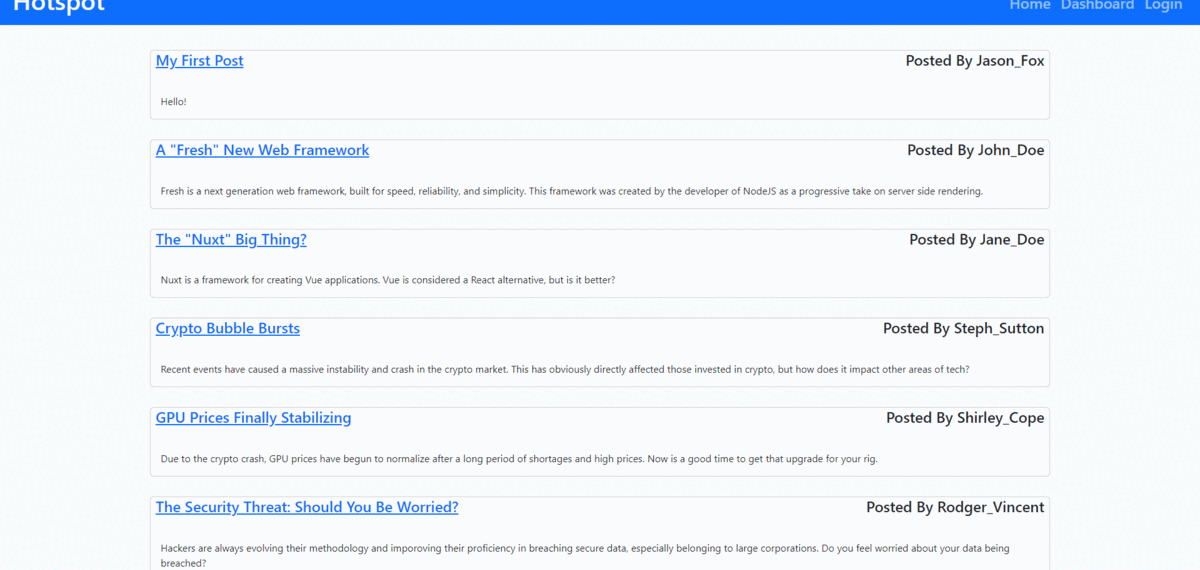 Hotspot
Home Dashboard Login
My First Post Posted By Jason_Fox
Hello!
A "Fresh" New Web Framework Posted By John_Doe
Fresh is a next generation web framework, built for speed, reliability, and simplicity. This framework was created by the developer of NodeJS as a progressive take on server side rendering.
The "Nuxt" Big Thing? Posted By Jane_Doe
Nuxt is a framework for creating Vue applications. Vue is considered a React alternative, but is it better?
Crypto Bubble Bursts Posted By Steph_Sutton
Recent events have caused a massive instability and crash in the crypto market. This has obviously directly affected those invested in crypto, but how does it impact other areas of tech?
GPU Prices Finally Stabilizing Posted By Shirley_Cope
Due to the crypto crash, GPU prices have begun to normalize after a long period of shortages and high prices. Now is a good time to get that upgrade for your rig.
The Security Threat: Should You Be Worried? Posted By Rodger_Vincent
Hackers are always evolving their methodology and imporoving their proficiency in breaching secure data, especially belonging to large corporations. Do you feel worried about your data being
breached?